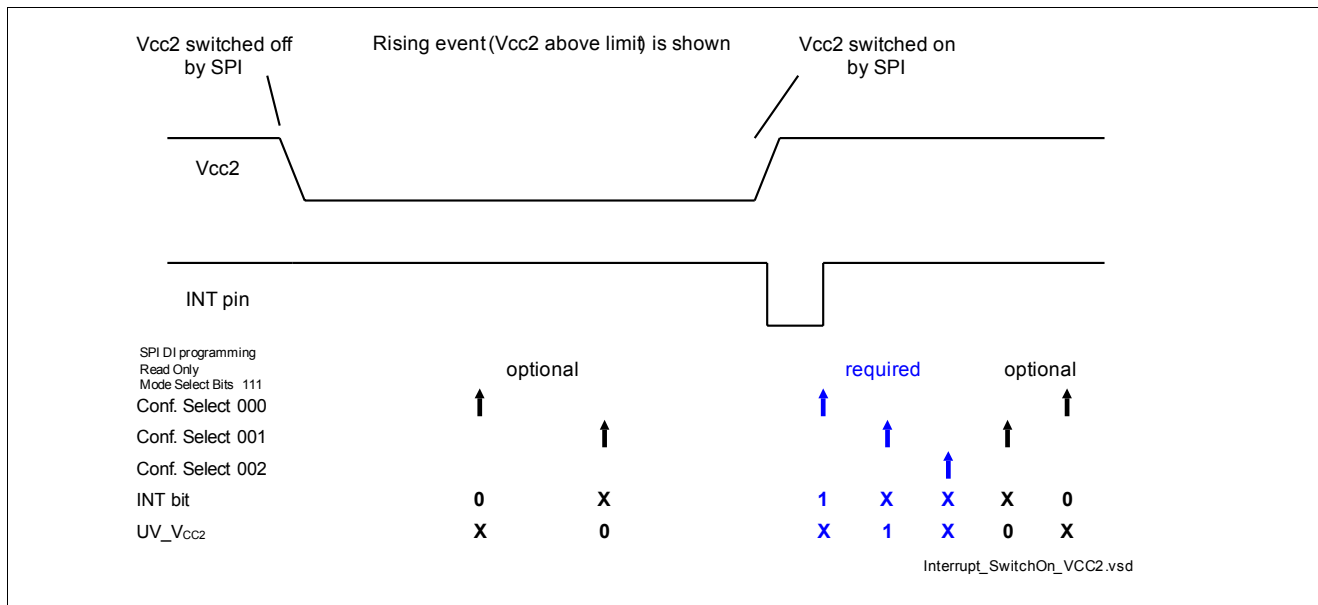 Vcc2 switched off
by SPI
Rising event (Vcc2 above limit) is shown
Vcc2 switched on
by SPI
Vcc2
INT pin
SPI DI programming
Read Only
Mode Select Bits 111
optional
required
optional
Conf. Select 000
Conf. Select 001
Conf. Select 002
INT bit 0 X 1 X X X 0
UV_VCC2 X 0 X 1 X 0 X
Interrupt_SwitchOn_VCC2.vsd